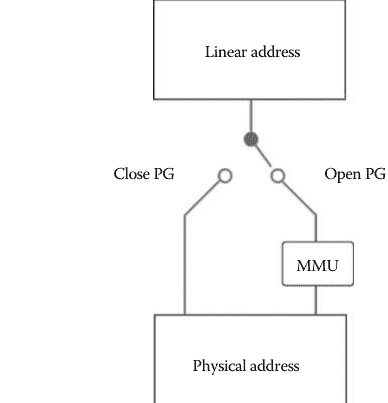 Linear address
Close PG
Open PG
MMU
Physical address